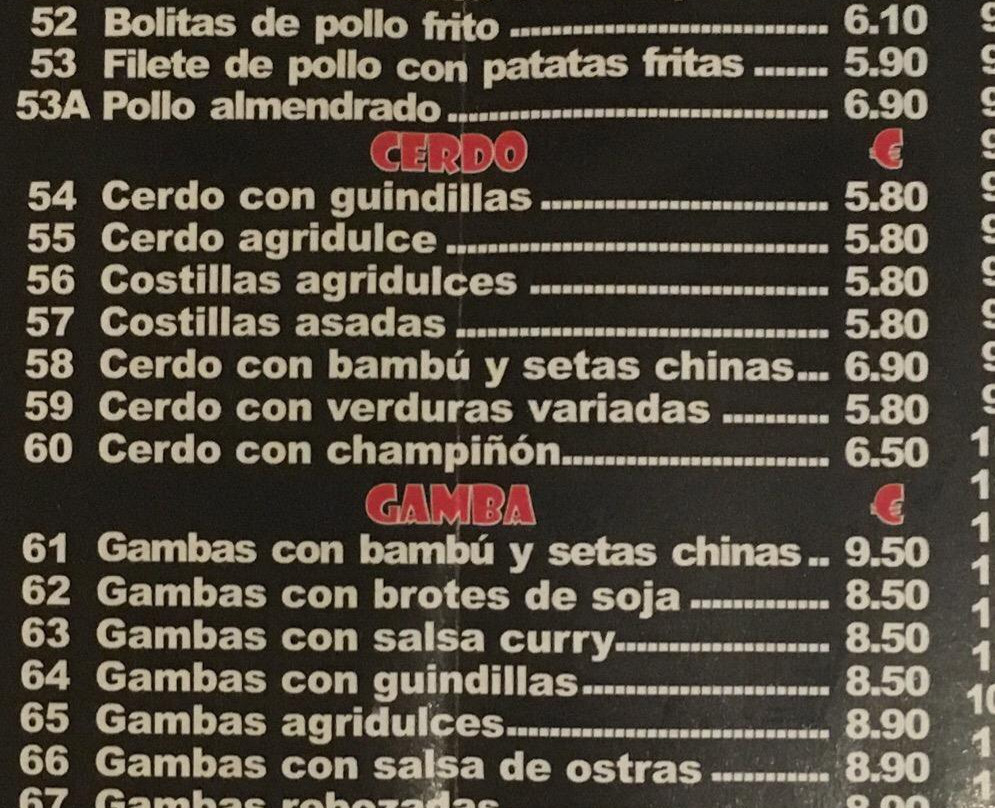 52 Bolitas de pollo frito ........................ 6.10
53 Filete de pollo con patatas fritas ....... 5.90
53A Pollo almendrado ........................ 6.90
CERDO €
54 Cerdo con guindillas ........................ 5.80
55 Cerdo agridulce ........................ 5.80
56 Costillas agridulces ........................ 5.80
57 Costillas asadas ........................ 5.80
58 Cerdo con bambú y setas chinas... 6.90
59 Cerdo con verduras variadas .......... 5.80
60 Cerdo con champiñón........................ 6.50
GAMBA €
61 Gambas con bambú y setas chinas.. 9.50
62 Gambas con brotes de soja ............. 8.50
63 Gambas con salsa curry.................... 8.50
64 Gambas con guindillas....................... 8.50
65 Gambas agridulces........................ 8.90
66 Gambas con salsa de ostras ........... 8.90
67 Gambas rebozadas